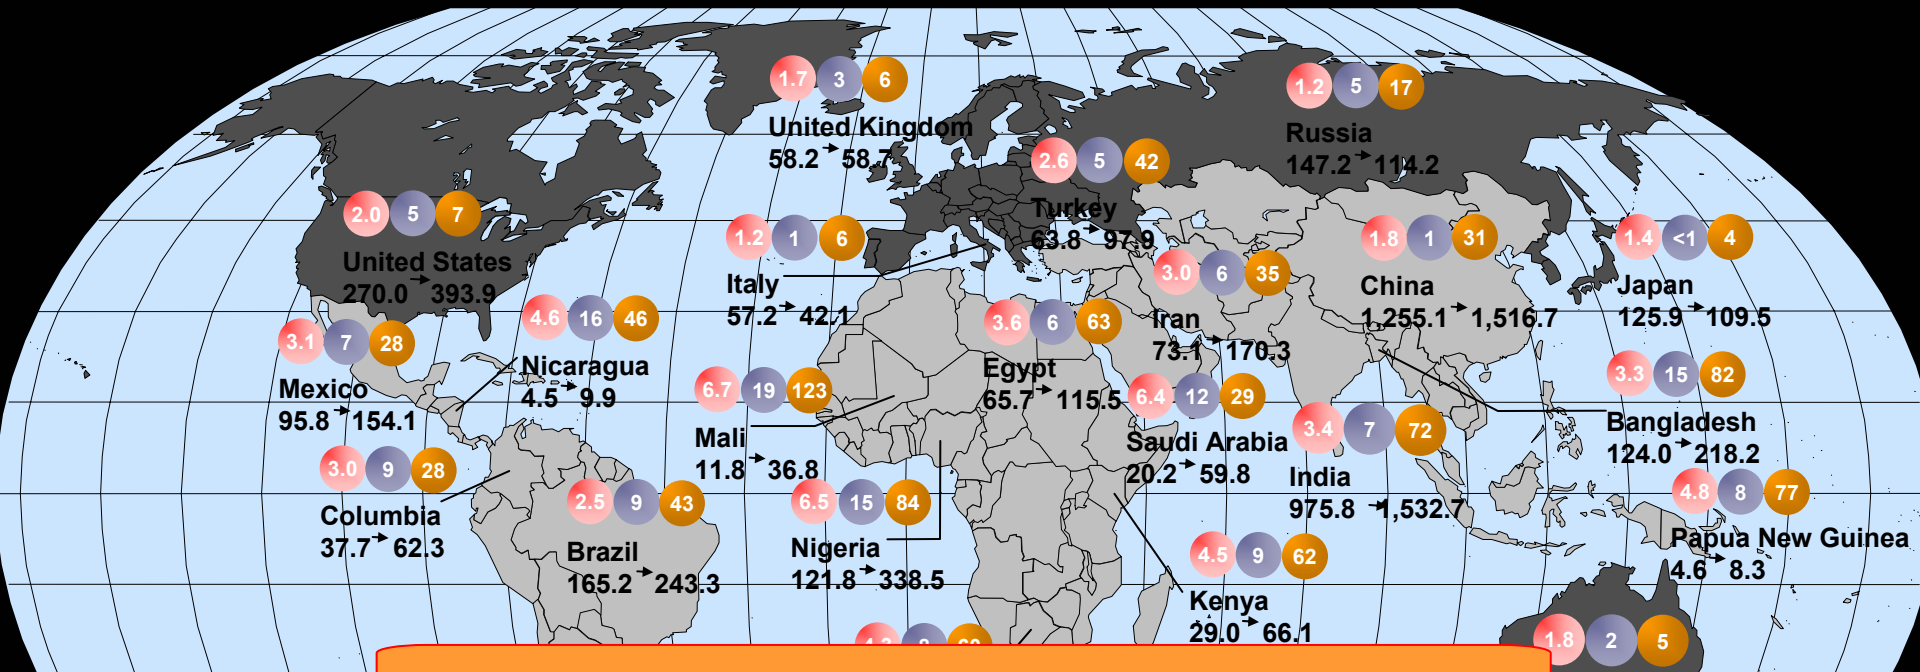 1.7 3 6
United Kingdom
58.2 → 58.7
1.2 5 17
Russia
147.2 → 114.2
2.6 5 42
Turkey
63.8 → 97.9
2.0 5 7
United States
270.0 → 393.9
1.2 1 6
Italy
57.2 → 42.1
3.0 6 35
Iran
73.1 → 170.3
1.8 1 31
China
1,255.1 → 1,516.7
1.4 <1 4
Japan
125.9 → 109.5
3.1 7 28
Mexico
95.8 → 154.1
4.6 16 46
Nicaragua
4.5 → 9.9
3.6 6 63
Egypt
65.7 → 115.5
6.7 19 123
Mali
11.8 → 36.8
6.4 12 29
Saudi Arabia
20.2 → 59.8
3.4 7 72
India
975.8 → 1,532.7
3.3 15 82
Bangladesh
124.0 → 218.2
3.0 9 28
Columbia
37.7 → 62.3
2.5 9 43
Brazil
165.2 → 243.3
6.5 15 84
Nigeria
121.8 → 338.5
4.5 9 62
Kenya
29.0 → 66.1
4.8 8 77
Papua New Guinea
4.6 → 8.3
1.8 2 5